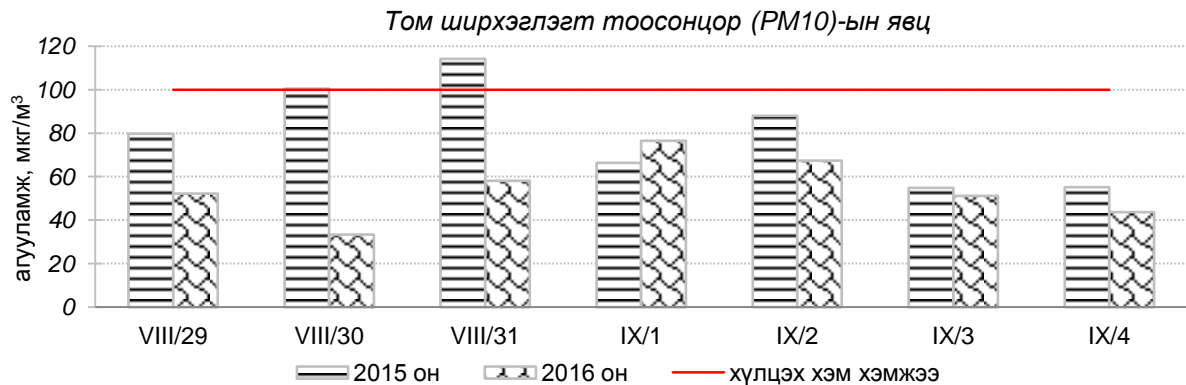 Том ширхэглэгт тоосонцор (PM10)-ын явц
агууламж, мкг/м³
120
100
80
60
40
20
0
VIII/29 VIII/30 VIII/31 IX/1 IX/2 IX/3 IX/4
2015 он 2016 он хүлцэх хэм хэмжээ